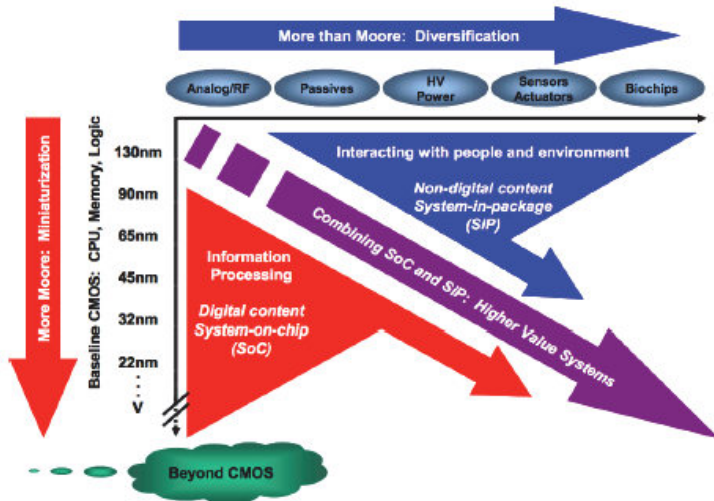 More than Moore: Diversification
Analog/RF
Passives
HV
Power
Sensors
Actuators
Biochips
More Moore: Miniaturization
Baseline CMOS: CPU, Memory, Logic
130nm
90nm
65nm
45nm
32nm
22nm
V
Interacting with people and environment
Non-digital content
System-in-package
(SiP)
Combining SoC and SiP: Higher Value Systems
Information
Processing
Digital content
System-on-chip
(SoC)
Beyond CMOS